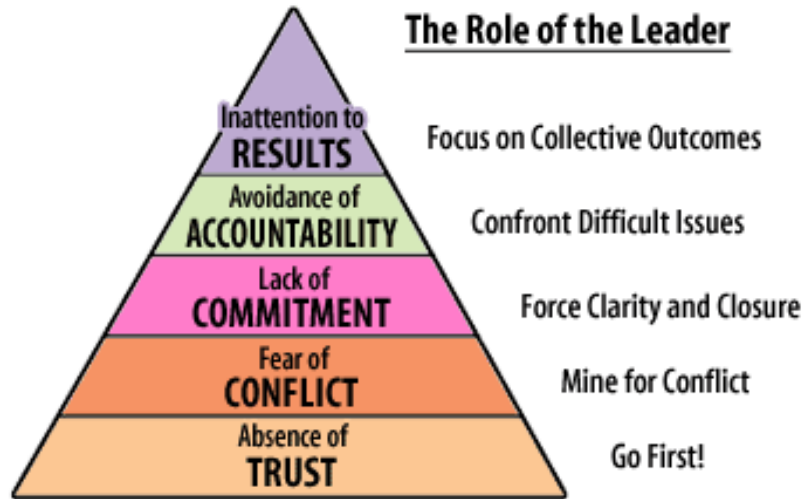 The Role of the Leader
Inattention to
RESULTS
Focus on Collective Outcomes
Avoidance of
ACCOUNTABILITY
Confront Difficult Issues
Lack of
COMMITMENT
Force Clarity and Closure
Fear of
CONFLICT
Mine for Conflict
Absence of
TRUST
Go First!